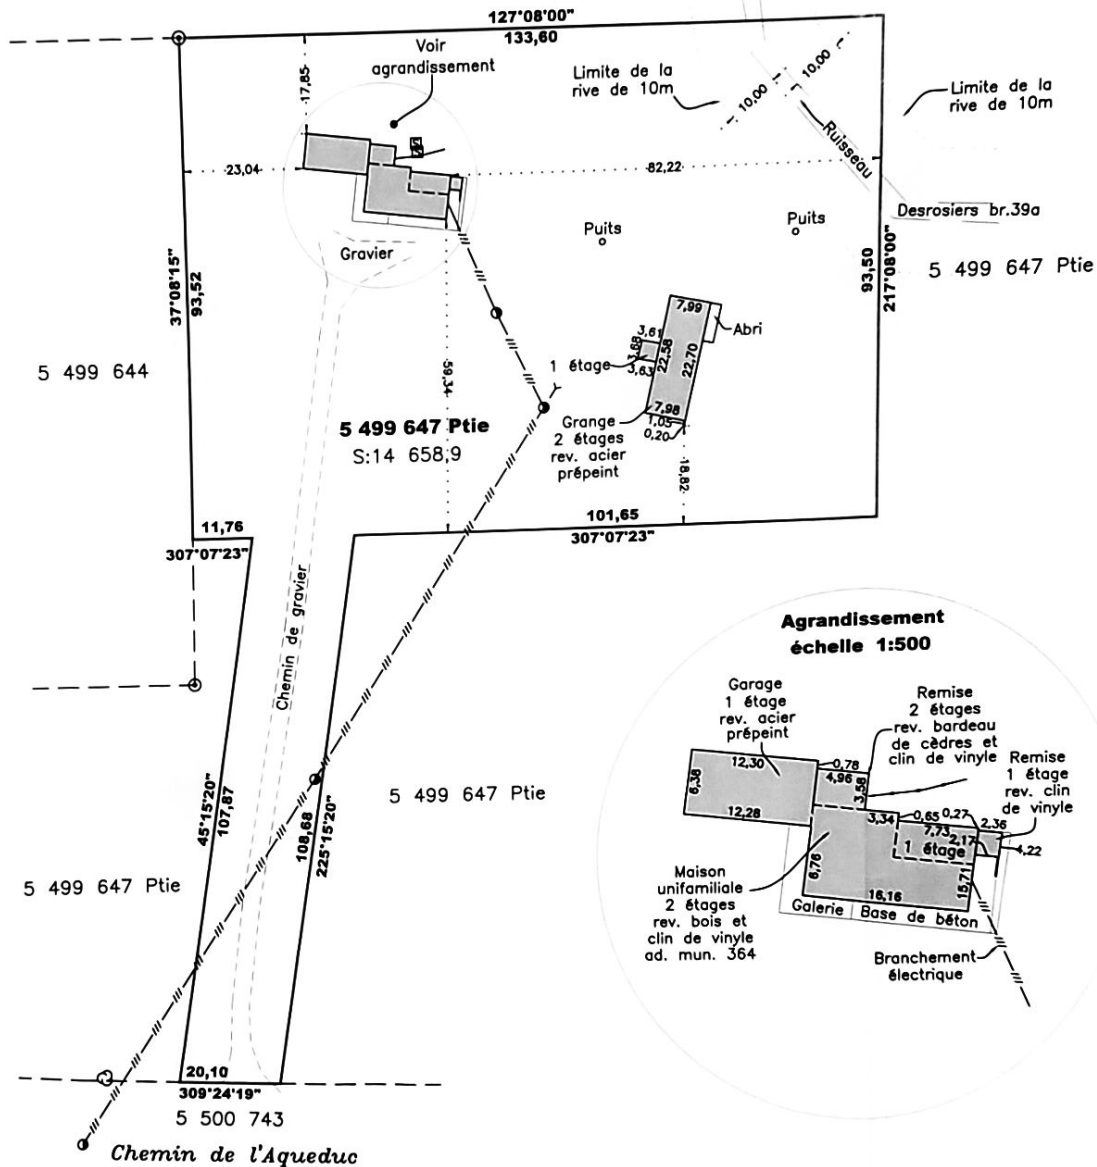 127°08'00"
133,60
Voir
agrandissement
17,85
Limite de la
rive de 10m
10,00
10,00
Limite de la
rive de 10m
Ruisseau
23,04
82,22
Desrosiers br.39a
Puits
Puits
Gravier
37°08'15"
93,52
93,50
217°08'00"
5 499 647 Ptie
7,99
Abri
3,61
3,68
3,63
22,58
22,70
1 étage
5 499 644
59,34
7,98
1,05
0,20
Grange
2 étages
rev. acier
prépeint
5 499 647 Ptie
S:14 658,9
18,82
11,76
307°07'23"
101,65
307°07'23"
Chemin de gravier
Agrandissement
échelle 1:500
Garage
1 étage
rev. acier
prépeint
Remise
2 étages
rev. bardeau
de cèdres et
clin de vinyle
Remise
1 étage
rev. clin
de vinyle
12,30
0,78
4,96
3,58
6,38
12,28
3,34
0,65
0,27
2,36
7,73
2,17
1 étage
4,22
6,76
15,71
16,16
Maison
unifamiliale
2 étages
rev. bois et
clin de vinyle
ad. mun. 364
Galerie
Base de béton
Branchement
électrique
5 499 647 Ptie
45°15'20"
107,87
108,68
225°15'20"
5 499 647 Ptie
20,10
309°24'19"
5 500 743
Chemin de l'Aqueduc